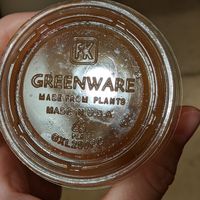 FK
GREENWARE
MADE FROM PLANTS
MADE IN U.S.A.